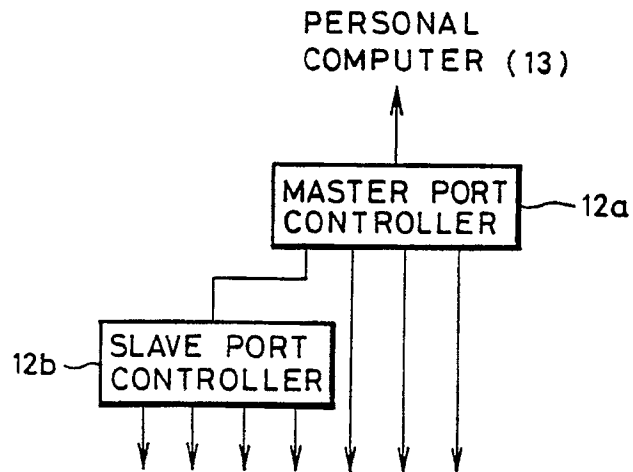 PERSONAL
COMPUTER (13)
MASTER PORT
CONTROLLER
12a
SLAVE PORT
CONTROLLER
12b